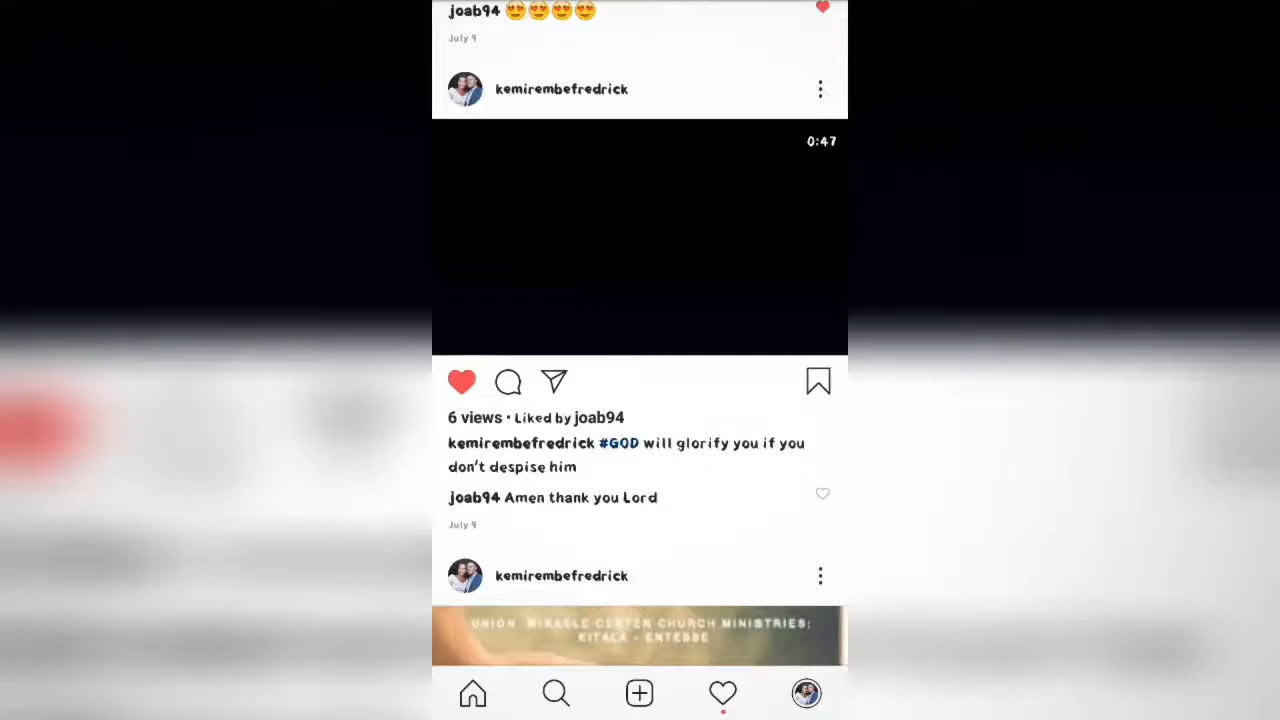 joab94 😍😍😍😍
July 9
kemirembefredrick
0:47
6 views · Liked by joab94
kemirembefredrick #GOD will glorify you if you
don't despise him
joab94 Amen thank you Lord
July 9
kemirembefredrick
UNION MIRACLE CENTER CHURCH MINISTRIES;
KITALA - ENTEBBE